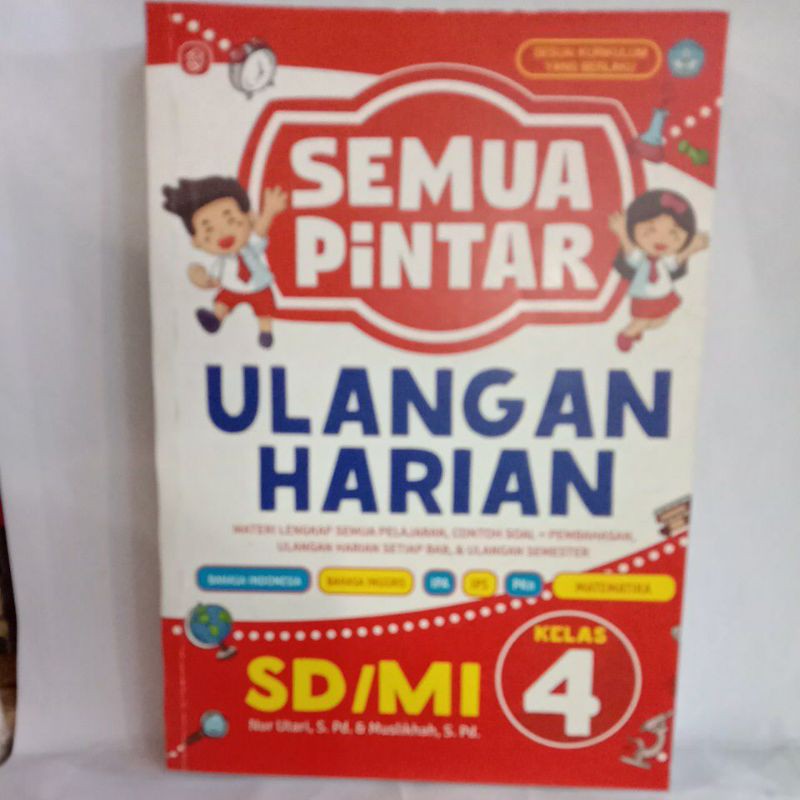 SESUAI KURIKULUM
YANG BERLAKU
SEMUA
PiNTAR
ULANGAN
HARIAN
MATERI LENGKAP SEMUA PELAJARAN, CONTOH SOAL + PEMBAHASAN,
ULANGAN HARIAN SETIAP BAB, & ULANGAN SEMESTER
BAHASA INDONESIA BAHASA INGGRIS IPA IPS PKn MATEMATIKA
KELAS
SD/MI 4
Nur Utari, S. Pd. & Muslikhah, S. Pd.